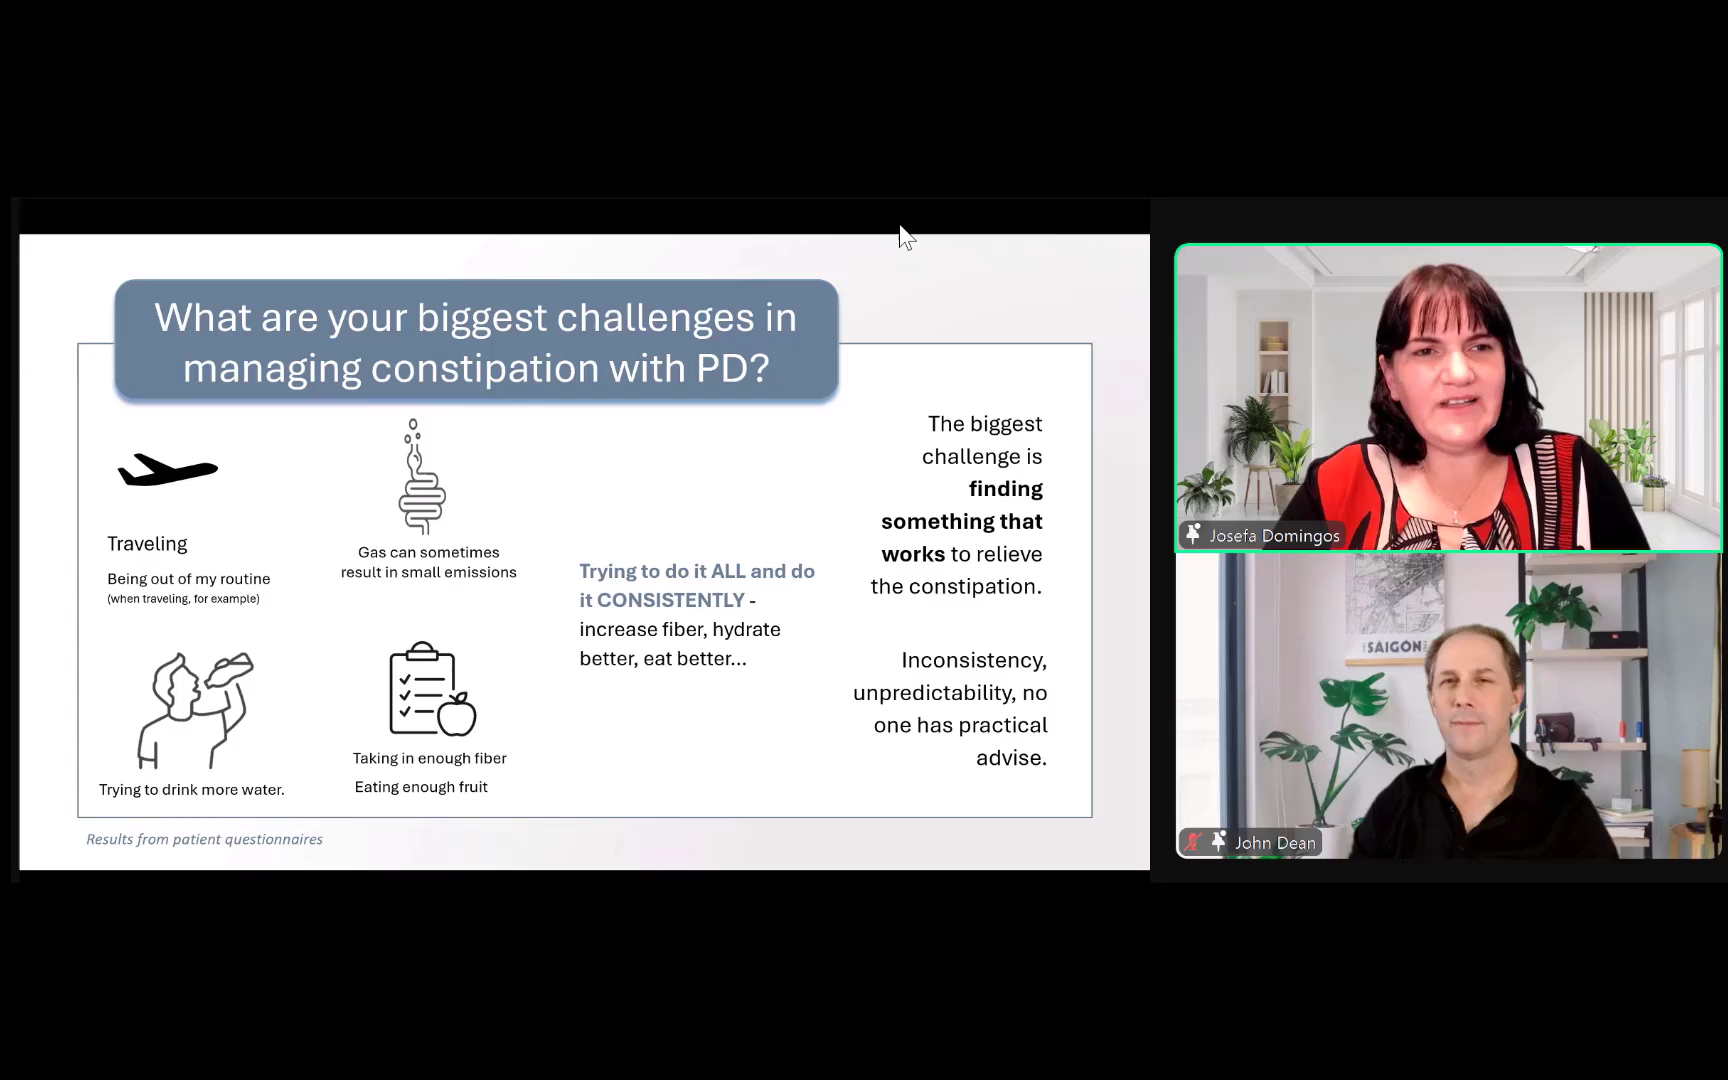 What are your biggest challenges in
managing constipation with PD?
Traveling
Being out of my routine
(when traveling, for example)
Gas can sometimes
result in small emissions
Trying to drink more water.
Taking in enough fiber
Eating enough fruit
Trying to do it ALL and do
it CONSISTENTLY -
increase fiber, hydrate
better, eat better...
The biggest
challenge is
finding
something that
works to relieve
the constipation.
Inconsistency,
unpredictability, no
one has practical
advise.
Results from patient questionnaires
Josefa Domingos
SAIGON
John Dean